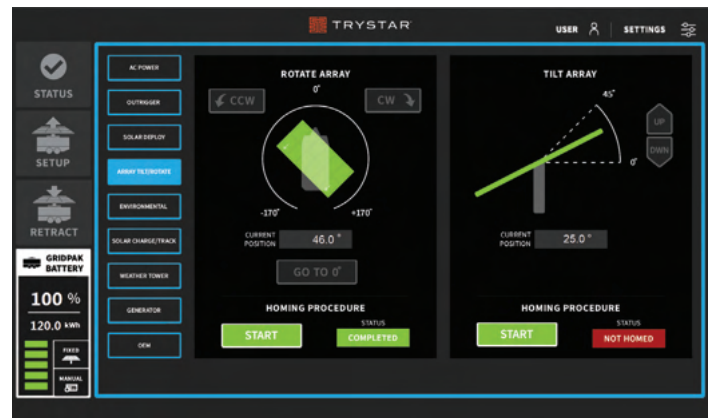 TRYSTAR
USER
SETTINGS
STATUS
SETUP
RETRACT
GRIDPAK
BATTERY
100 %
120.0 kWh
FIXED
MANUAL
AC POWER
OUTRIGGER
SOLAR DEPLOY
ARRAY TILT/ROTATE
ENVIRONMENTAL
SOLAR CHARGE/TRACK
WEATHER TOWER
GENERATOR
OEM
ROTATE ARRAY
0°
CCW
CW
-170°
+170°
CURRENT
POSITION
46.0 °
GO TO 0°
HOMING PROCEDURE
START
STATUS
COMPLETED
TILT ARRAY
45°
UP
DWN
0°
CURRENT
POSITION
25.0 °
HOMING PROCEDURE
START
STATUS
NOT HOMED